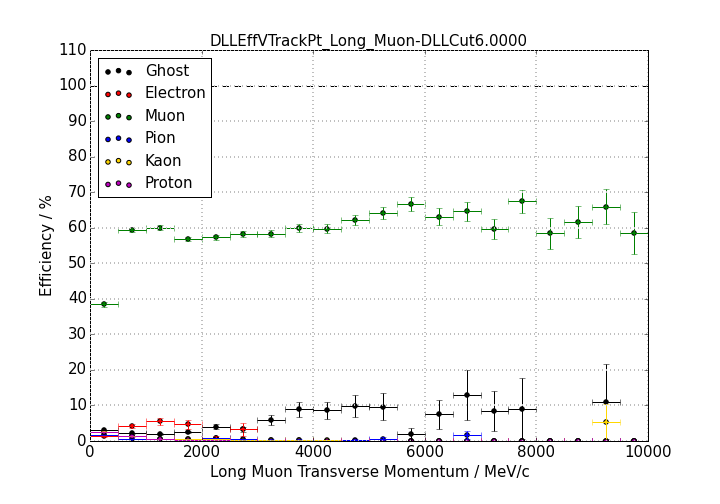 DLLEffVTrackPt_Long_Muon-DLLCut6.0000
110
100
90
80
70
60
50
40
30
20
10
0
Efficiency / %
Ghost
Electron
Muon
Pion
Kaon
Proton
0 2000 4000 6000 8000 10000
Long Muon Transverse Momentum / MeV/c